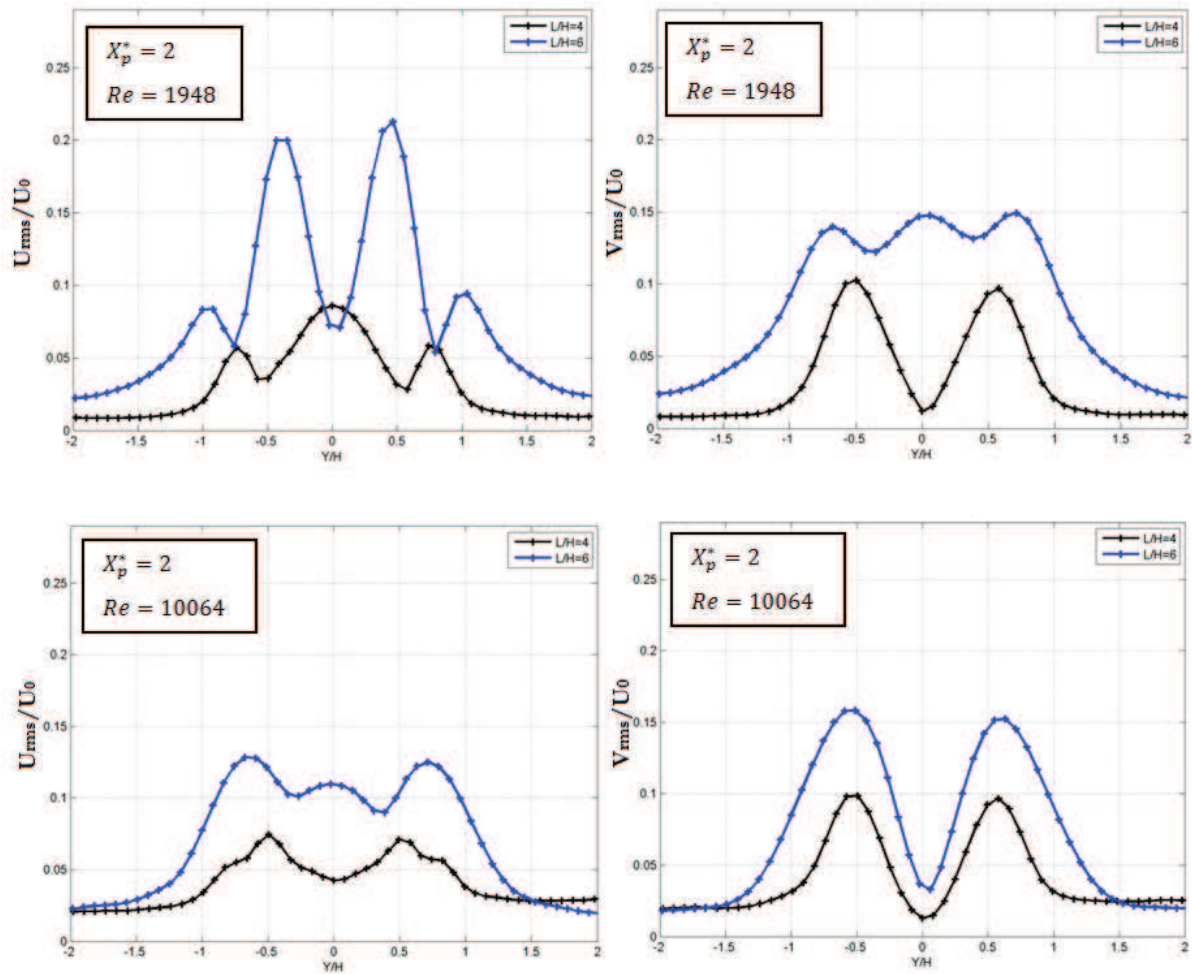 X*p = 2
Re = 1948
L/H=4
L/H=6
Urms/U0
0.25
0.2
0.15
0.1
0.05
0
-2 -1.5 -1 -0.5 0 0.5 1 1.5 2
Y/H
X*p = 2
Re = 1948
L/H=4
L/H=6
Vrms/U0
0.25
0.2
0.15
0.1
0.05
0
-2 -1.5 -1 -0.5 0 0.5 1 1.5 2
Y/H
X*p = 2
Re = 10064
L/H=4
L/H=6
Urms/U0
0.25
0.2
0.15
0.1
0.05
0
-2 -1.5 -1 -0.5 0 0.5 1 1.5 2
Y/H
X*p = 2
Re = 10064
L/H=4
L/H=6
Vrms/U0
0.25
0.2
0.15
0.1
0.05
0
-2 -1.5 -1 -0.5 0 0.5 1 1.5 2
Y/H